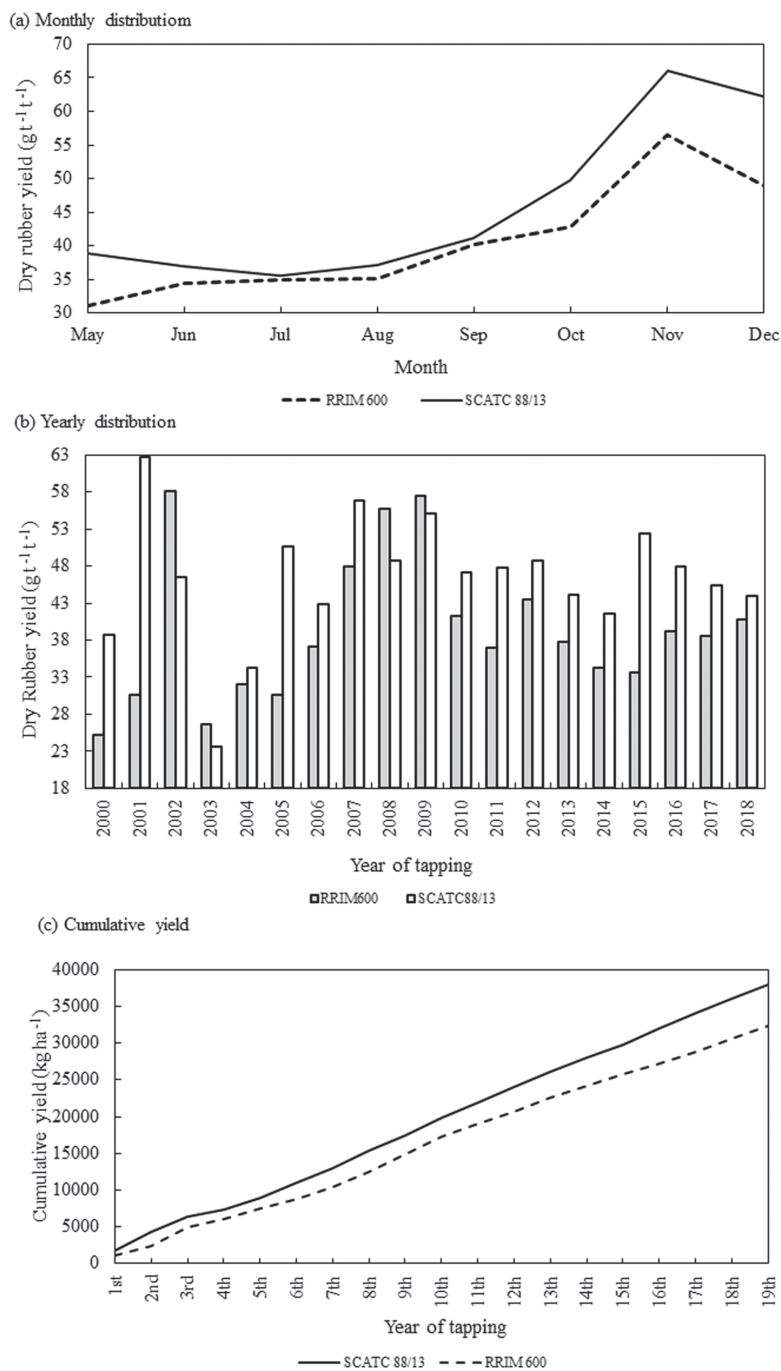 (a) Monthly distributiom
Dry rubber yield (g t-1 t-1)
70
65
60
55
50
45
40
35
30
May Jun Jul Aug Sep Oct Nov Dec
Month
RRIM 600 SCATC 88/13
(b) Yearly distribution
Dry Rubber yield (g t-1 t-1)
63
58
53
48
43
38
33
28
23
18
2000 2001 2002 2003 2004 2005 2006 2007 2008 2009 2010 2011 2012 2013 2014 2015 2016 2017 2018
Year of tapping
RRIM600 SCATC88/13
(c) Cumulative yield
Cumulative yield (kg ha-1)
40000
35000
30000
25000
20000
15000
10000
5000
0
1st 2nd 3rd 4th 5th 6th 7th 8th 9th 10th 11th 12th 13th 14th 15th 16th 17th 18th 19th
Year of tapping
SCATC 88/13 RRIM 600